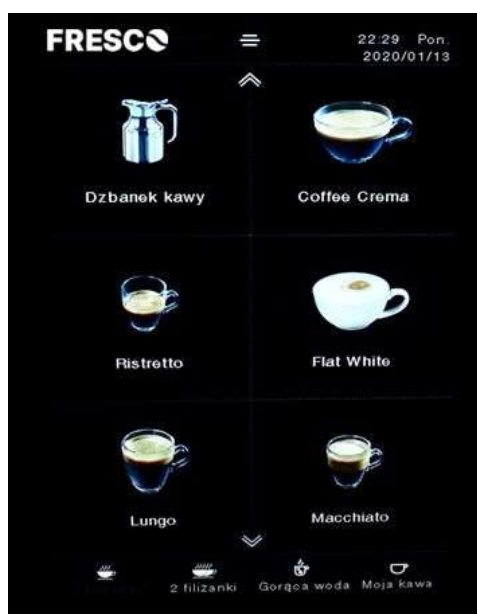 FRESCO
22:29 Pon.
2020/01/13
Dzbanek kawy
Coffee Crema
Ristretto
Flat White
Lungo
Macchiato
2 filiżanki
Gorąca woda
Moja kawa